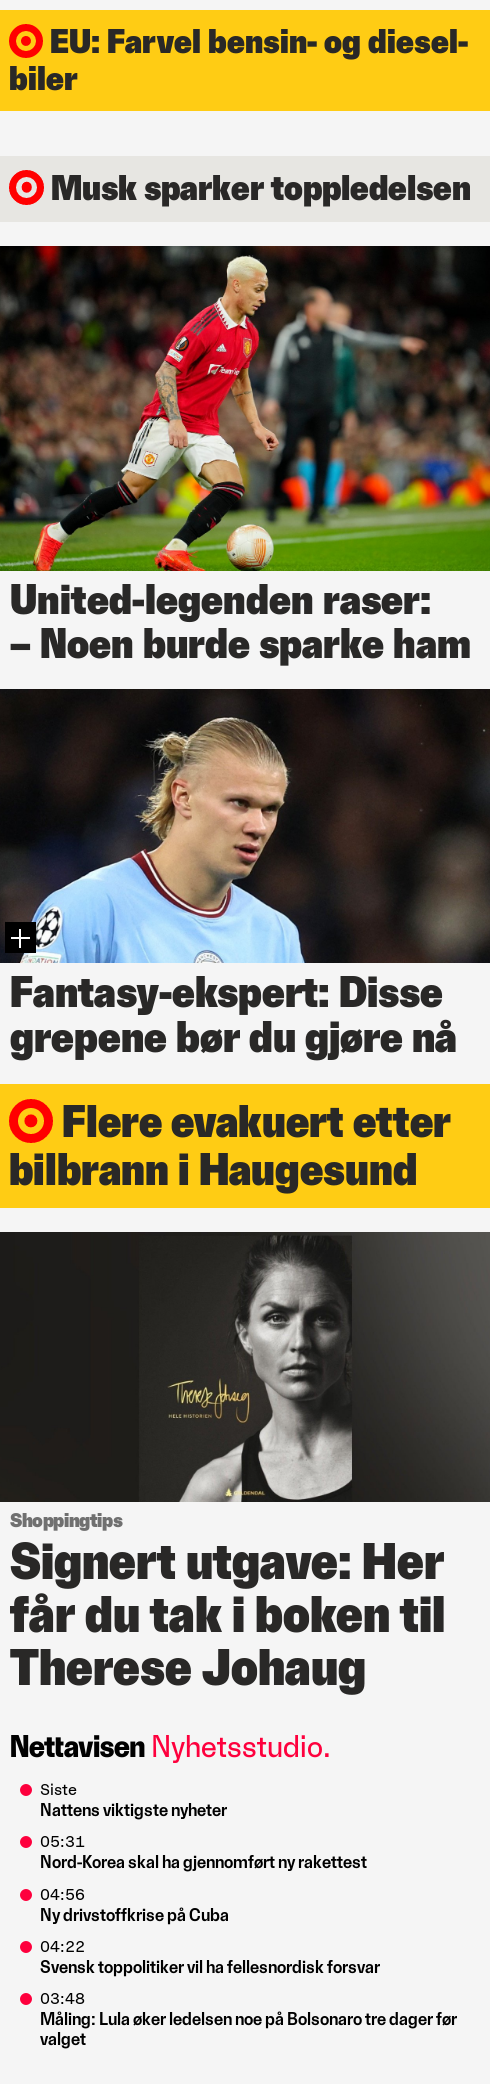 EU: Farvel bensin- og diesel-
biler
Musk sparker toppledelsen
TeamViewer
United-legenden raser:
– Noen burde sparke ham
Fantasy-ekspert: Disse
grepene bør du gjøre nå
Flere evakuert etter
bilbrann i Haugesund
Therese Johaug
HELE HISTORIEN
GYLDENDAL
Shoppingtips
Signert utgave: Her
får du tak i boken til
Therese Johaug
Nettavisen Nyhetsstudio.
Siste
Nattens viktigste nyheter
05:31
Nord-Korea skal ha gjennomført ny rakettest
04:56
Ny drivstoffkrise på Cuba
04:22
Svensk toppolitiker vil ha fellesnordisk forsvar
03:48
Måling: Lula øker ledelsen noe på Bolsonaro tre dager før
valget